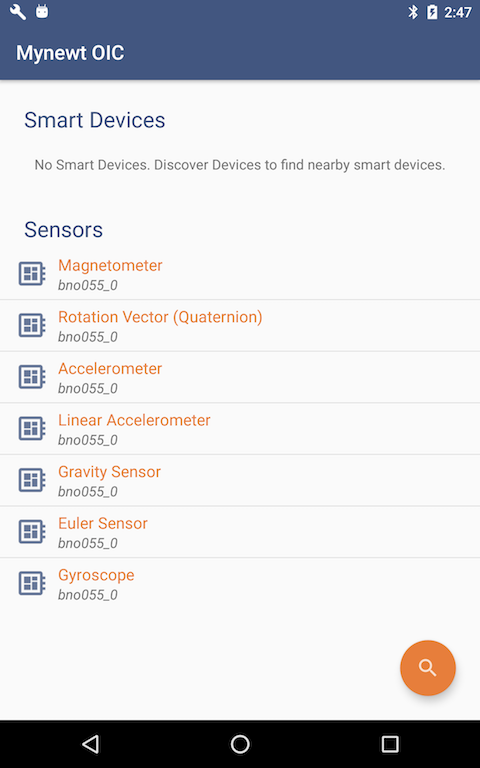 2:47
Mynewt OIC
Smart Devices
No Smart Devices. Discover Devices to find nearby smart devices.
Sensors
Magnetometer
bno055_0
Rotation Vector (Quaternion)
bno055_0
Accelerometer
bno055_0
Linear Accelerometer
bno055_0
Gravity Sensor
bno055_0
Euler Sensor
bno055_0
Gyroscope
bno055_0